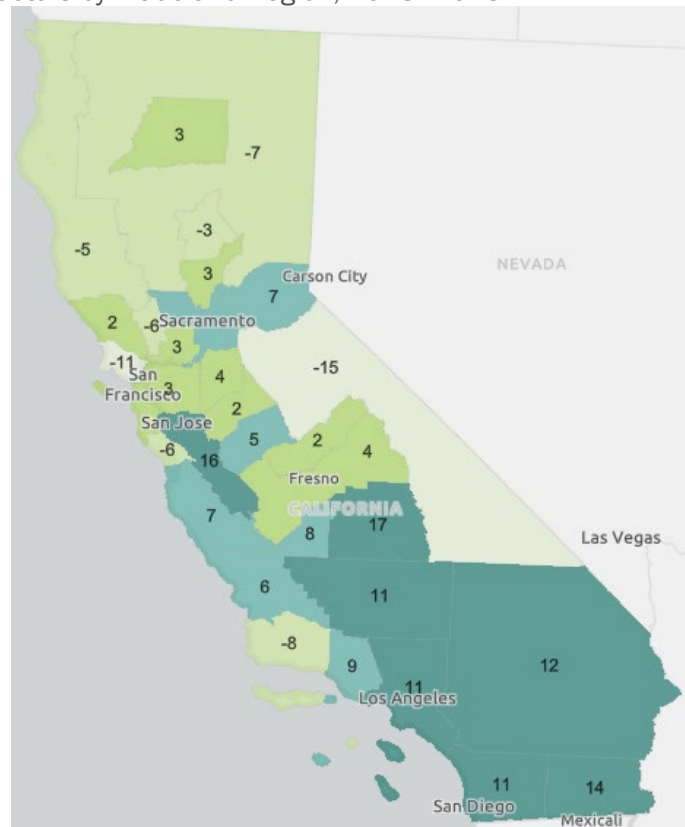 3
-7
-3
-5
3
Carson City
NEVADA
7
2
-6
Sacramento
3
-11
San
Francisco
3
4
-15
2
San Jose
5
2
4
-6
16
Fresno
CALIFORNIA
7
8
17
Las Vegas
6
11
-8
9
12
11
Los Angeles
11
14
San Diego
Mexicali